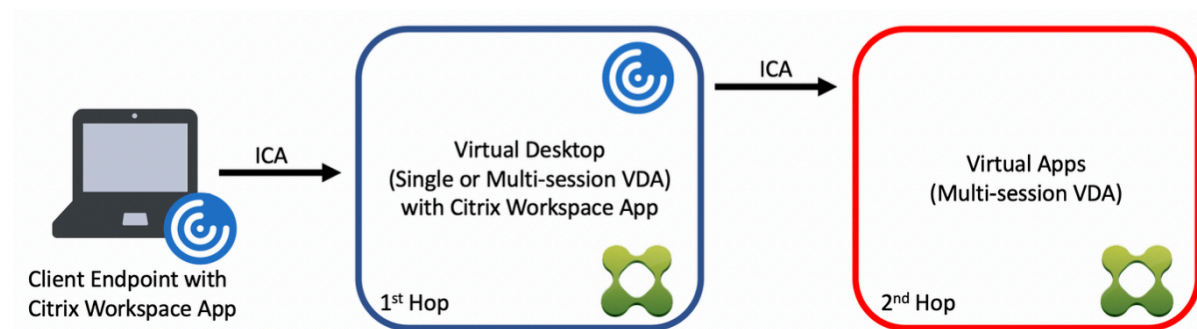 Client Endpoint with
Citrix Workspace App
ICA
Virtual Desktop
(Single or Multi-session VDA)
with Citrix Workspace App
1st Hop
ICA
Virtual Apps
(Multi-session VDA)
2nd Hop